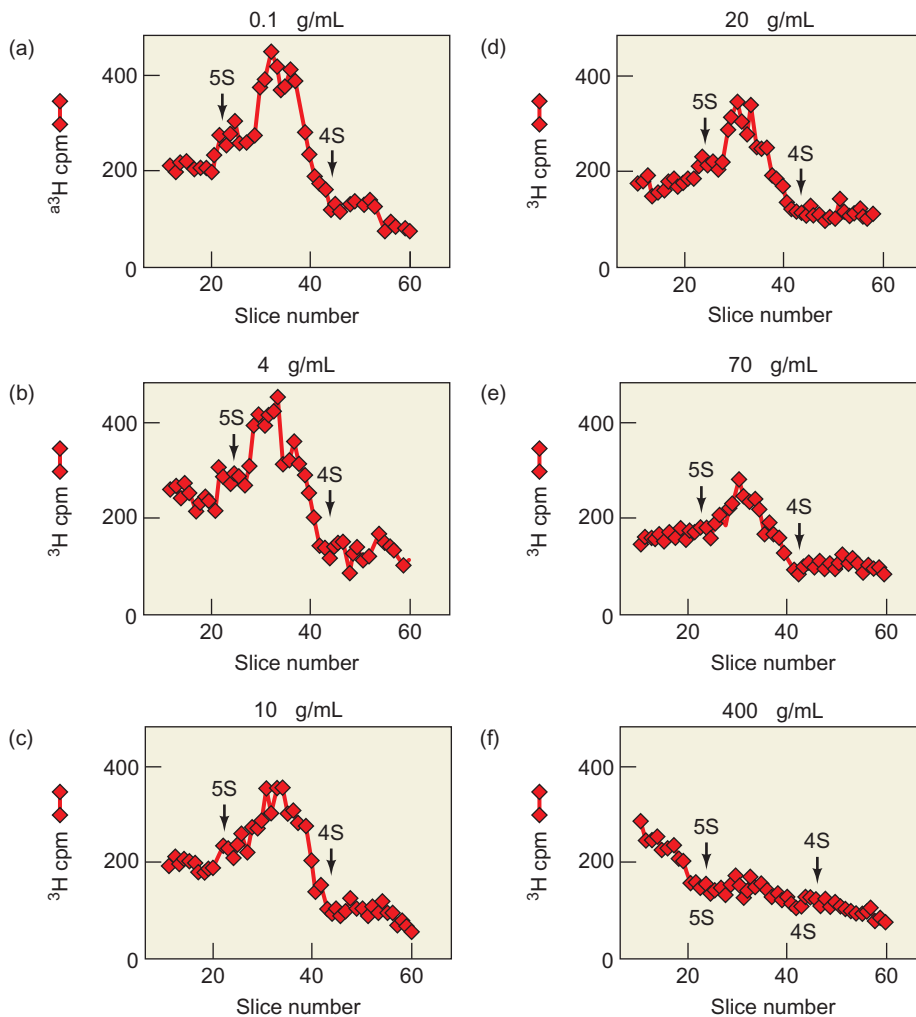 (a)
0.1 g/mL
a3H cpm
400
200
0
5S
4S
20 40 60
Slice number
(b)
4 g/mL
3H cpm
400
200
0
5S
4S
20 40 60
Slice number
(c)
10 g/mL
3H cpm
400
200
0
5S
4S
20 40 60
Slice number
(d)
20 g/mL
3H cpm
400
200
0
5S
4S
20 40 60
Slice number
(e)
70 g/mL
3H cpm
400
200
0
5S
4S
20 40 60
Slice number
(f)
400 g/mL
3H cpm
400
200
0
5S
4S
5S
4S
20 40 60
Slice number